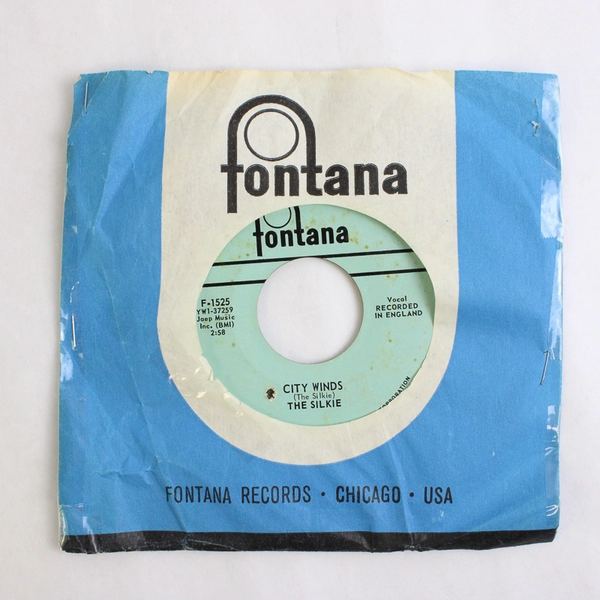 fontana
fontana
F-1525
YW1-37259
Jaep Music
Inc. (BMI)
2:58
Vocal
RECORDED
IN ENGLAND
CITY WINDS
(The Silkie)
THE SILKIE
FONTANA RECORDS • CHICAGO • USA